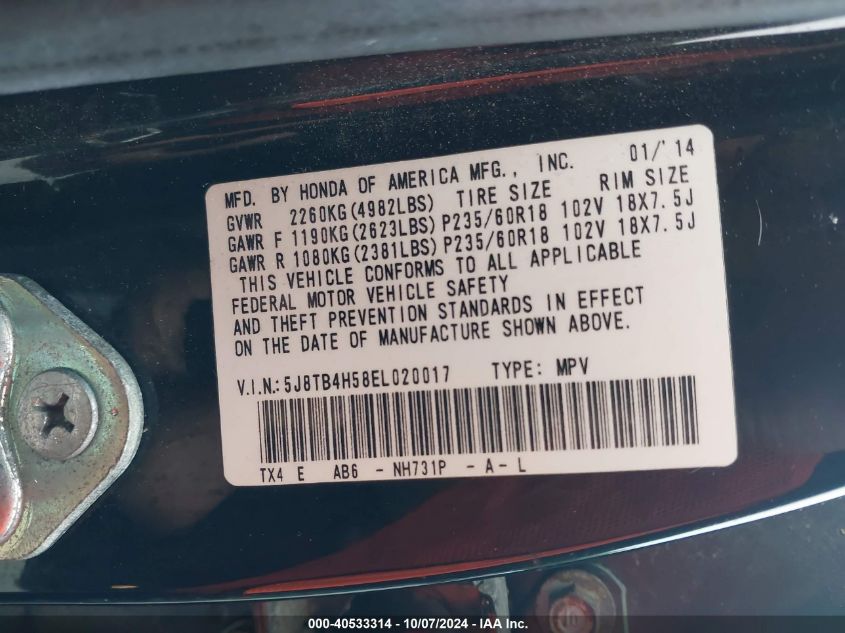 MFD. BY HONDA OF AMERICA MFG., INC. 01/'14
GVWR 2260KG(4982LBS) TIRE SIZE RIM SIZE
GAWR F 1190KG(2623LBS) P235/60R18 102V 18X7.5J
GAWR R 1080KG(2381LBS) P235/60R18 102V 18X7.5J
THIS VEHICLE CONFORMS TO ALL APPLICABLE
FEDERAL MOTOR VEHICLE SAFETY
AND THEFT PREVENTION STANDARDS IN EFFECT
ON THE DATE OF MANUFACTURE SHOWN ABOVE.
V.I.N.: 5J8TB4H58EL020017 TYPE: MPV
TX4 E AB6 - NH731P - A - L
000-40533314 - 10/07/2024 - IAA Inc.